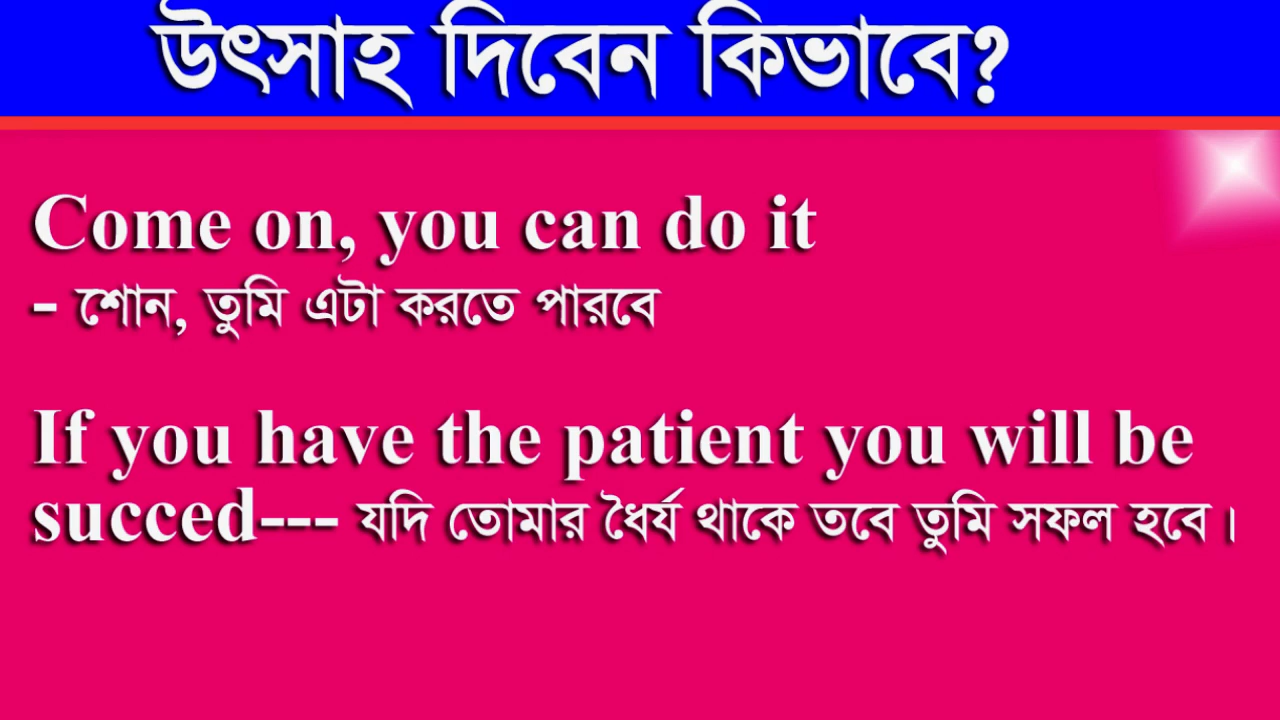 উৎসাহ দিবেন কিভাবে?
Come on, you can do it
- শোন, তুমি এটা করতে পারবে
If you have the patient you will be
succed--- যদি তোমার ধৈর্য থাকে তবে তুমি সফল হবে।